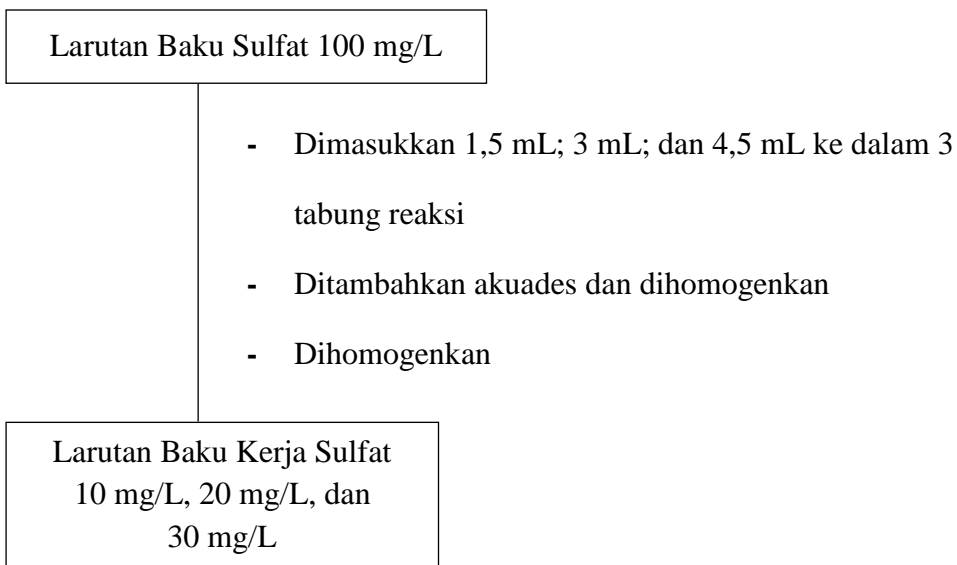 Larutan Baku Sulfat 100 mg/L
- Dimasukkan 1,5 mL; 3 mL; dan 4,5 mL ke dalam 3
tabung reaksi
- Ditambahkan akuades dan dihomogenkan
- Dihomogenkan
Larutan Baku Kerja Sulfat
10 mg/L, 20 mg/L, dan
30 mg/L